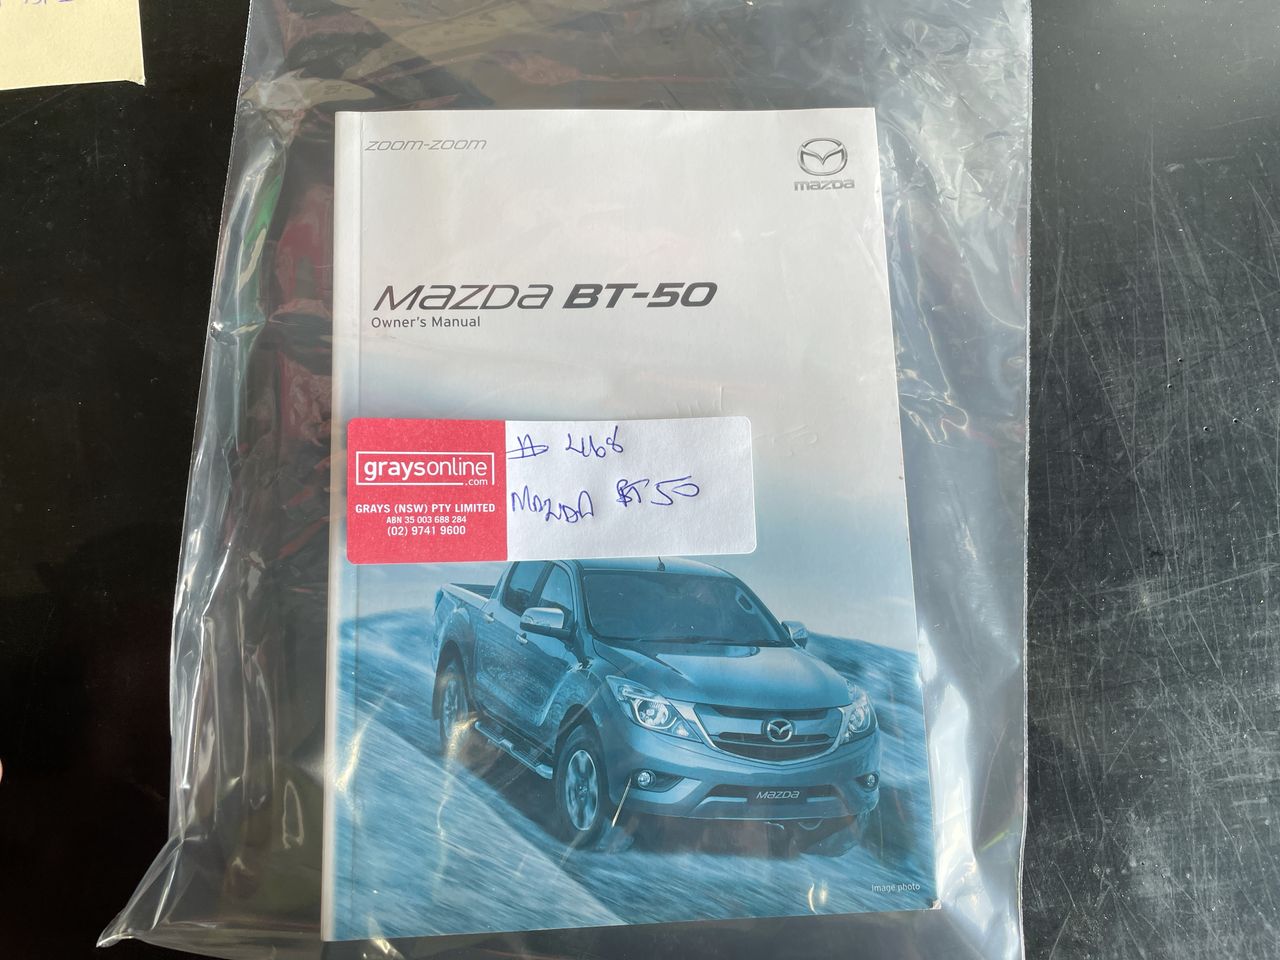 zoom-zoom
mazda
mazda BT-50
Owner's Manual
graysonline
.com
GRAYS (NSW) PTY LIMITED
ABN 35 003 688 284
(02) 9741 9600
# 468
MAZDA BT50
mazda
Image photo